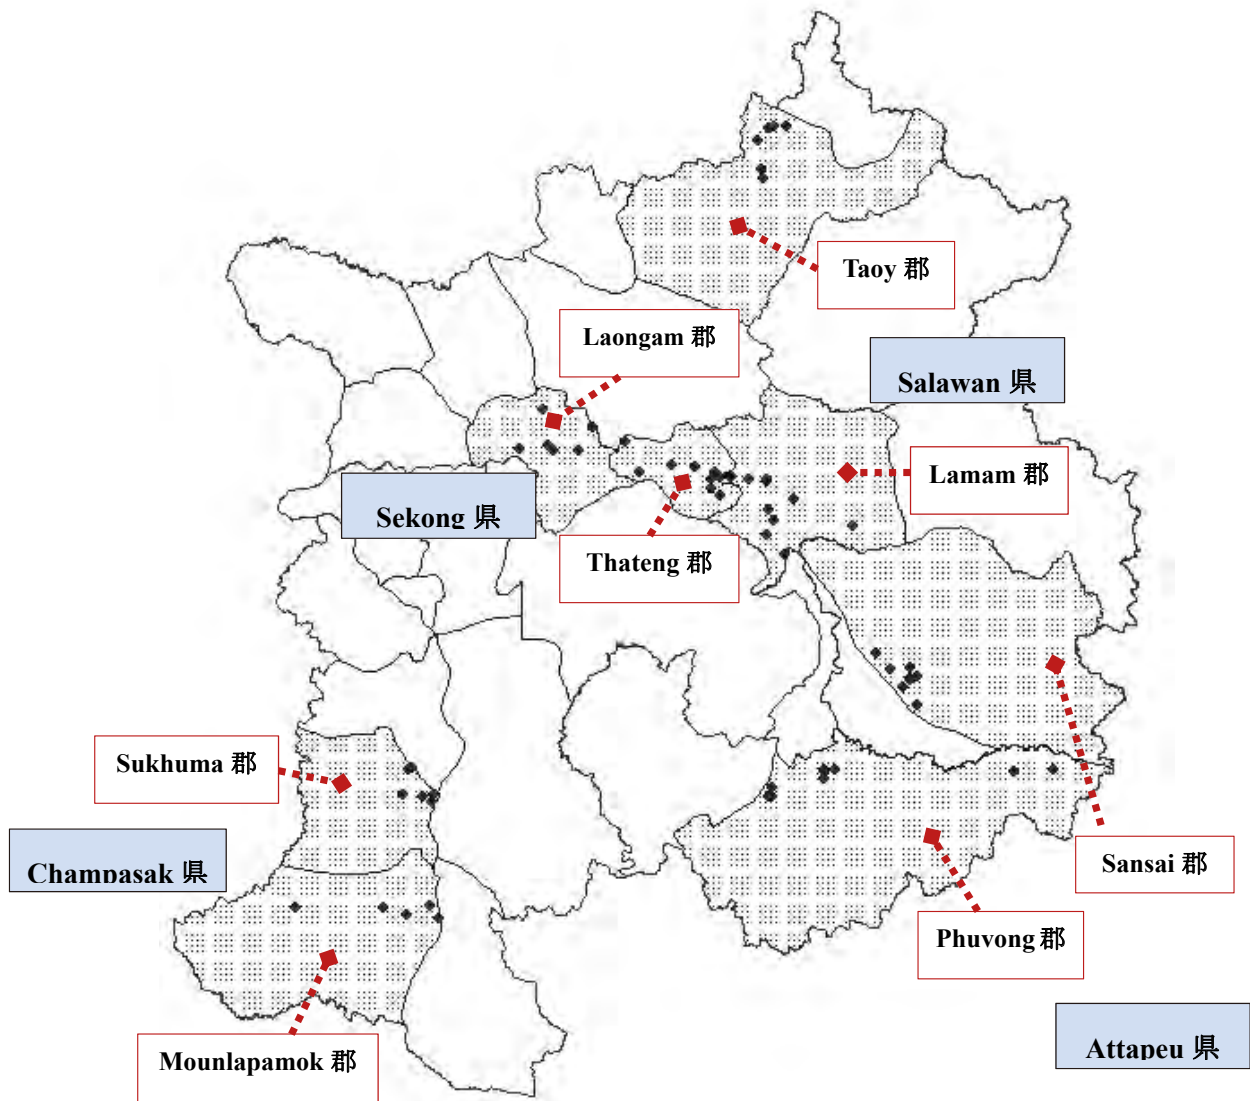 Taoy 郡
Laongam 郡
Salawan 県
Lamam 郡
Sekong 県
Thateng 郡
Sukhuma 郡
Champasak 県
Sansai 郡
Phuvong 郡
Attapeu 県
Mounlapamok 郡